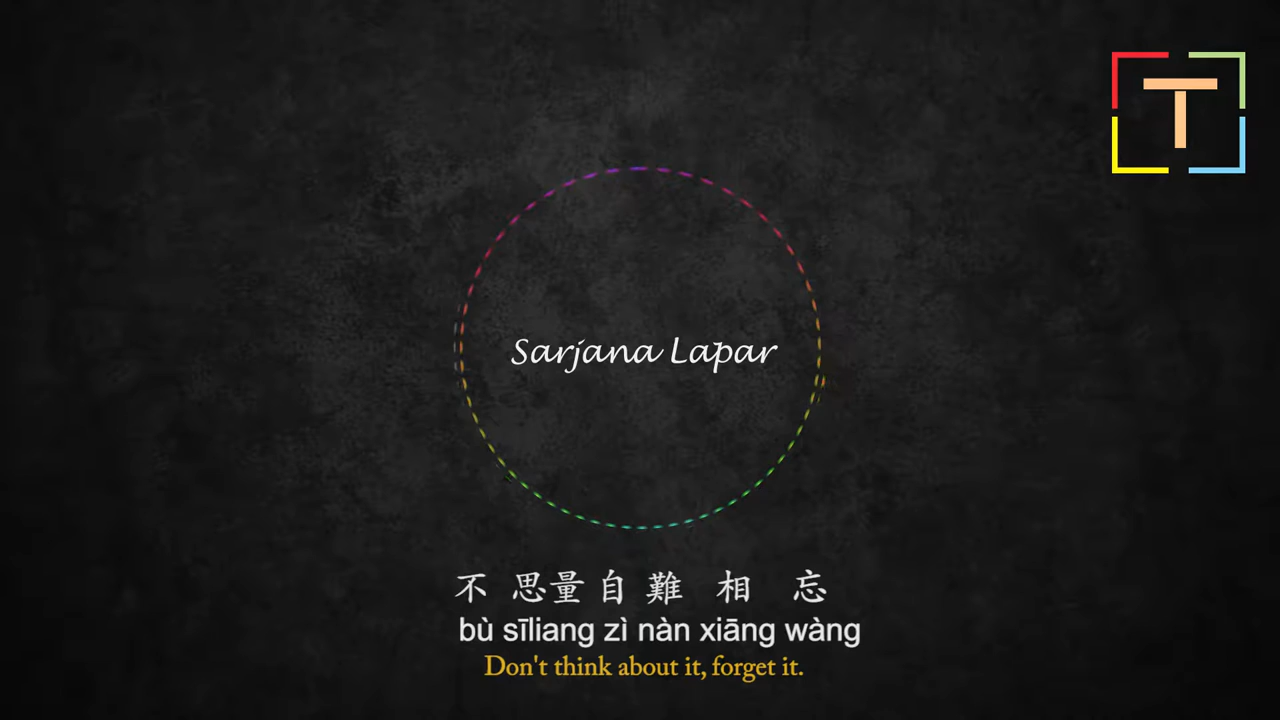 T
Sarjana Lapar
不 思量 自 難 相 忘
bù sīliang zì nàn xiāng wàng
Don't think about it, forget it.